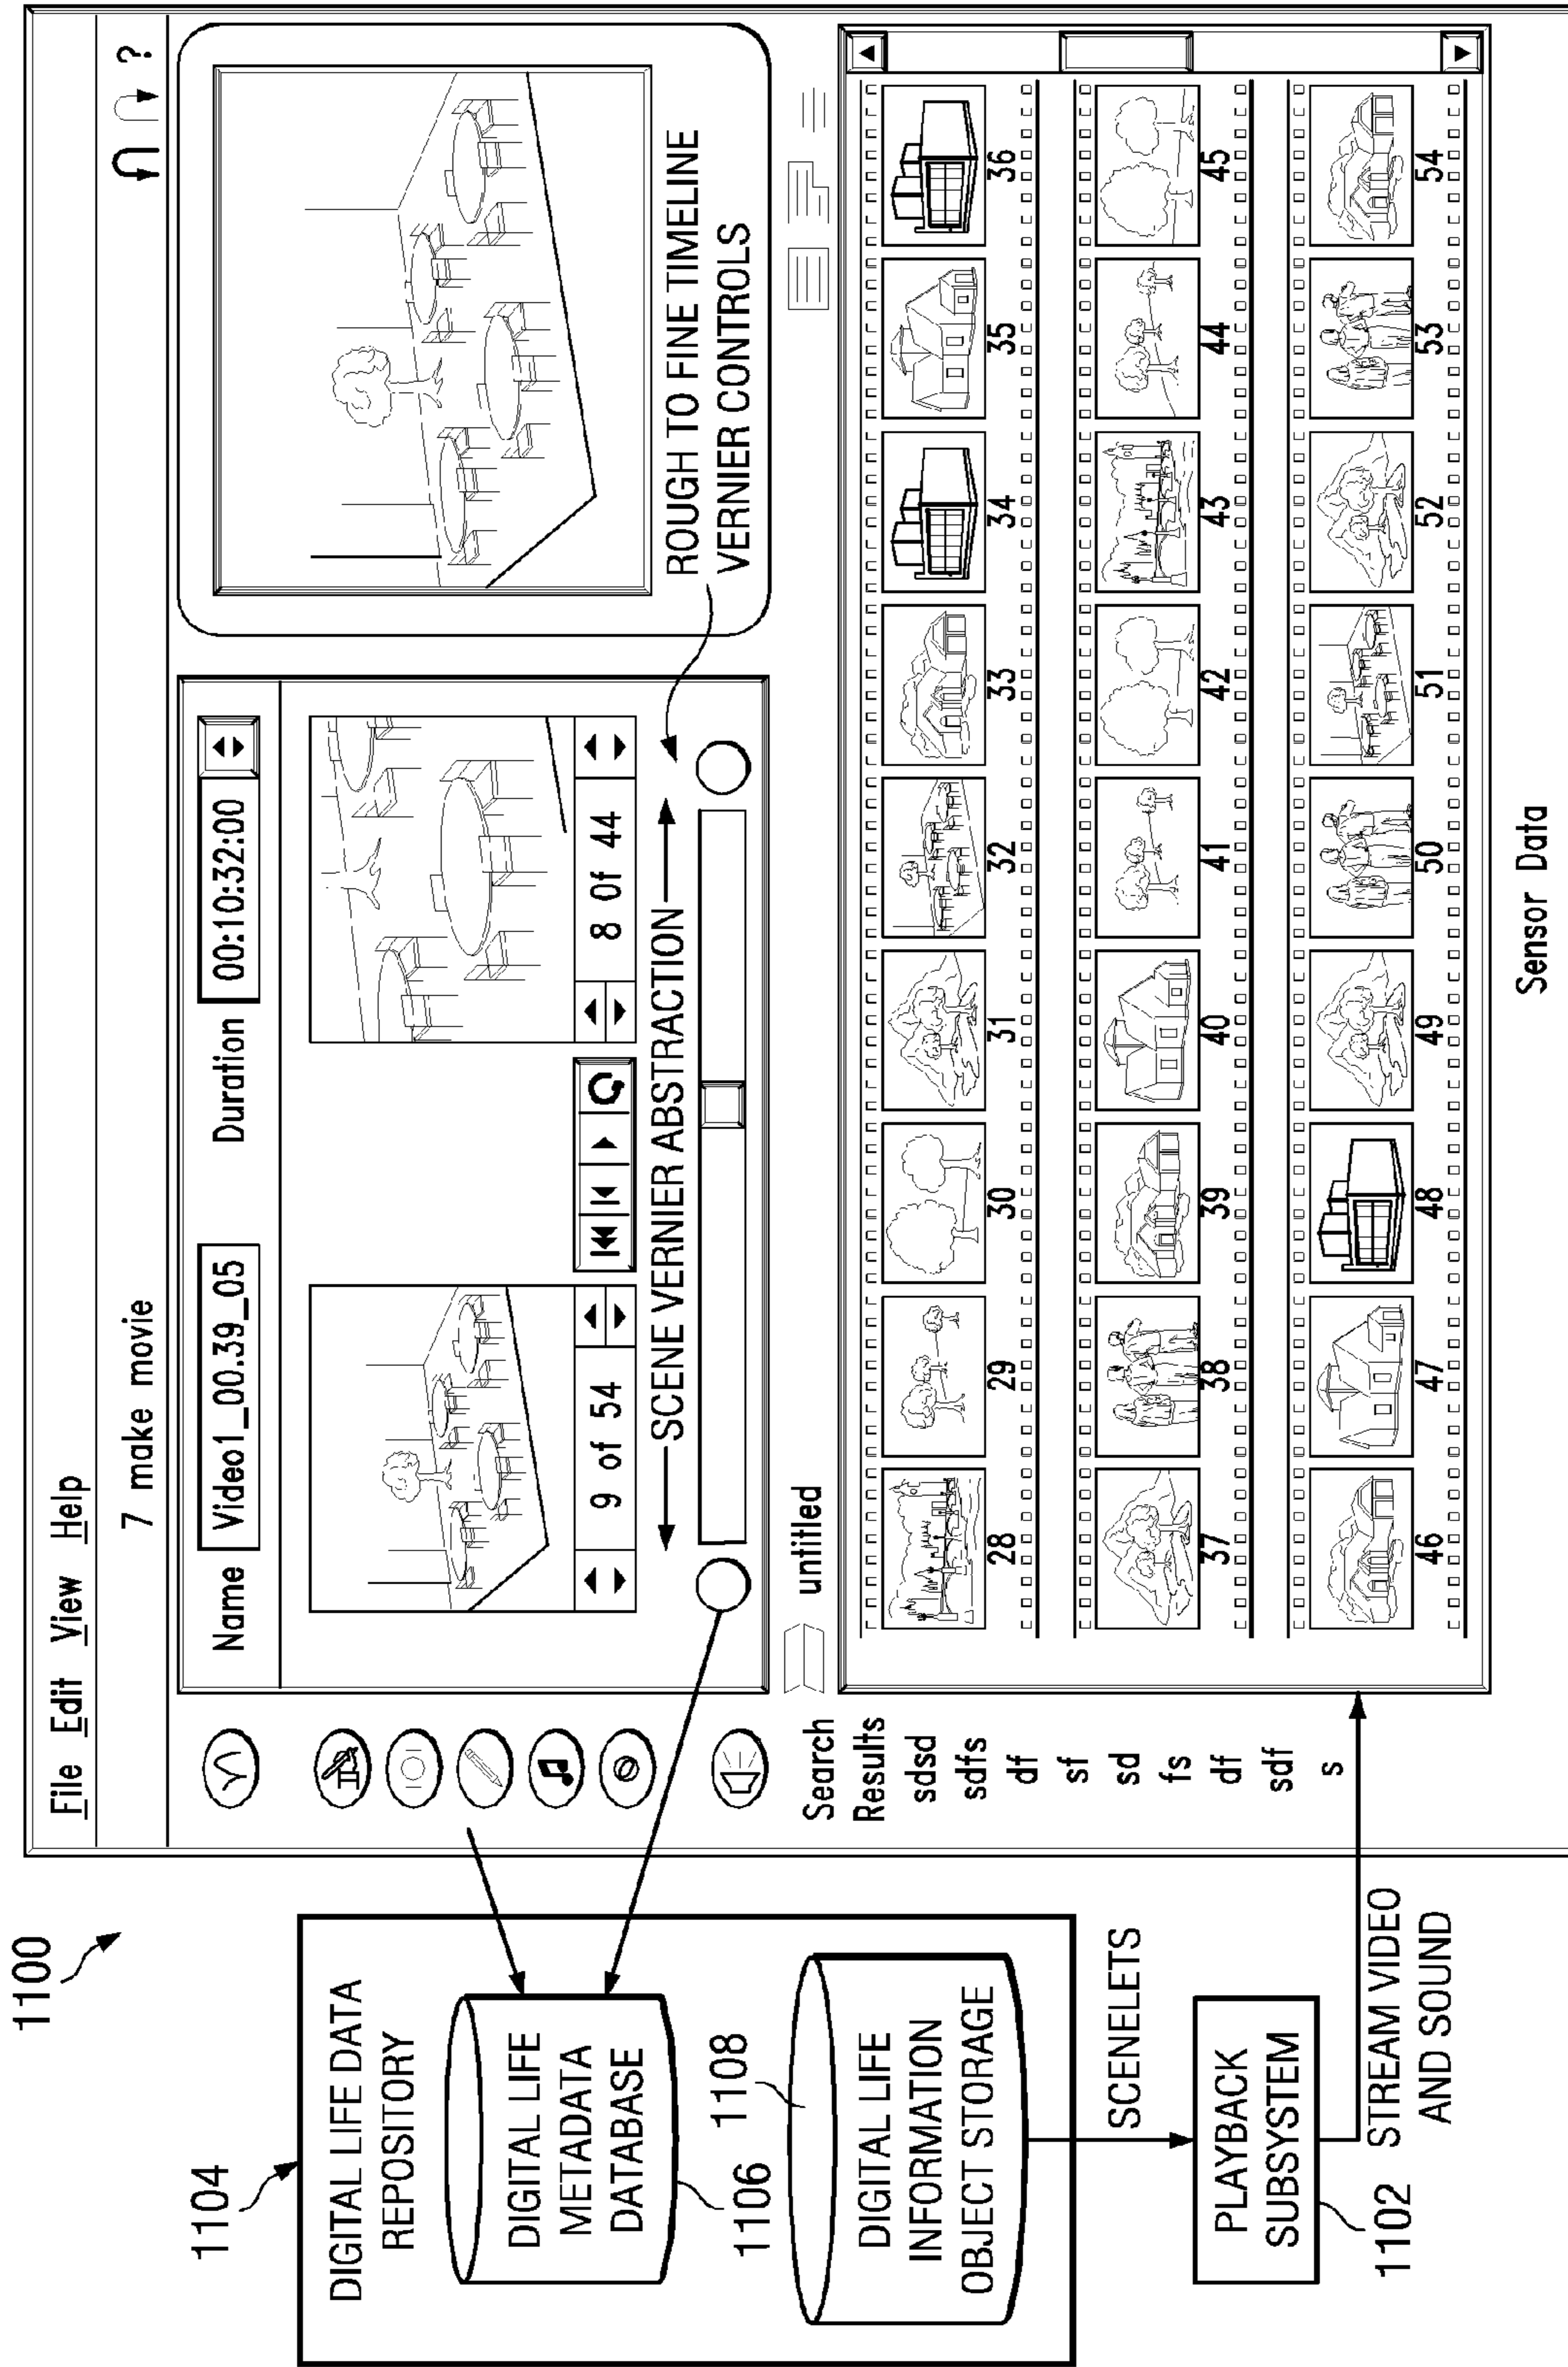 1100
1104
DIGITAL LIFE DATA
REPOSITORY
DIGITAL LIFE
METADATA
DATABASE
1106
1108
DIGITAL LIFE
INFORMATION
OBJECT STORAGE
SCENELETS
PLAYBACK
SUBSYSTEM
1102
STREAM VIDEO
AND SOUND
File Edit View Help
7 make movie
?
Name Video1_00.39_05 Duration 00:10:32:00
9 of 54
8 Of 44
SCENE VERNIER ABSTRACTION
ROUGH TO FINE TIMELINE
VERNIER CONTROLS
untitled
Search
Results
sdsd
sdfs
df
sf
sd
fs
df
sdf
s
28 29 30 31 32 33 34 35 36
37 38 39 40 41 42 43 44 45
46 47 48 49 50 51 52 53 54
Sensor Data